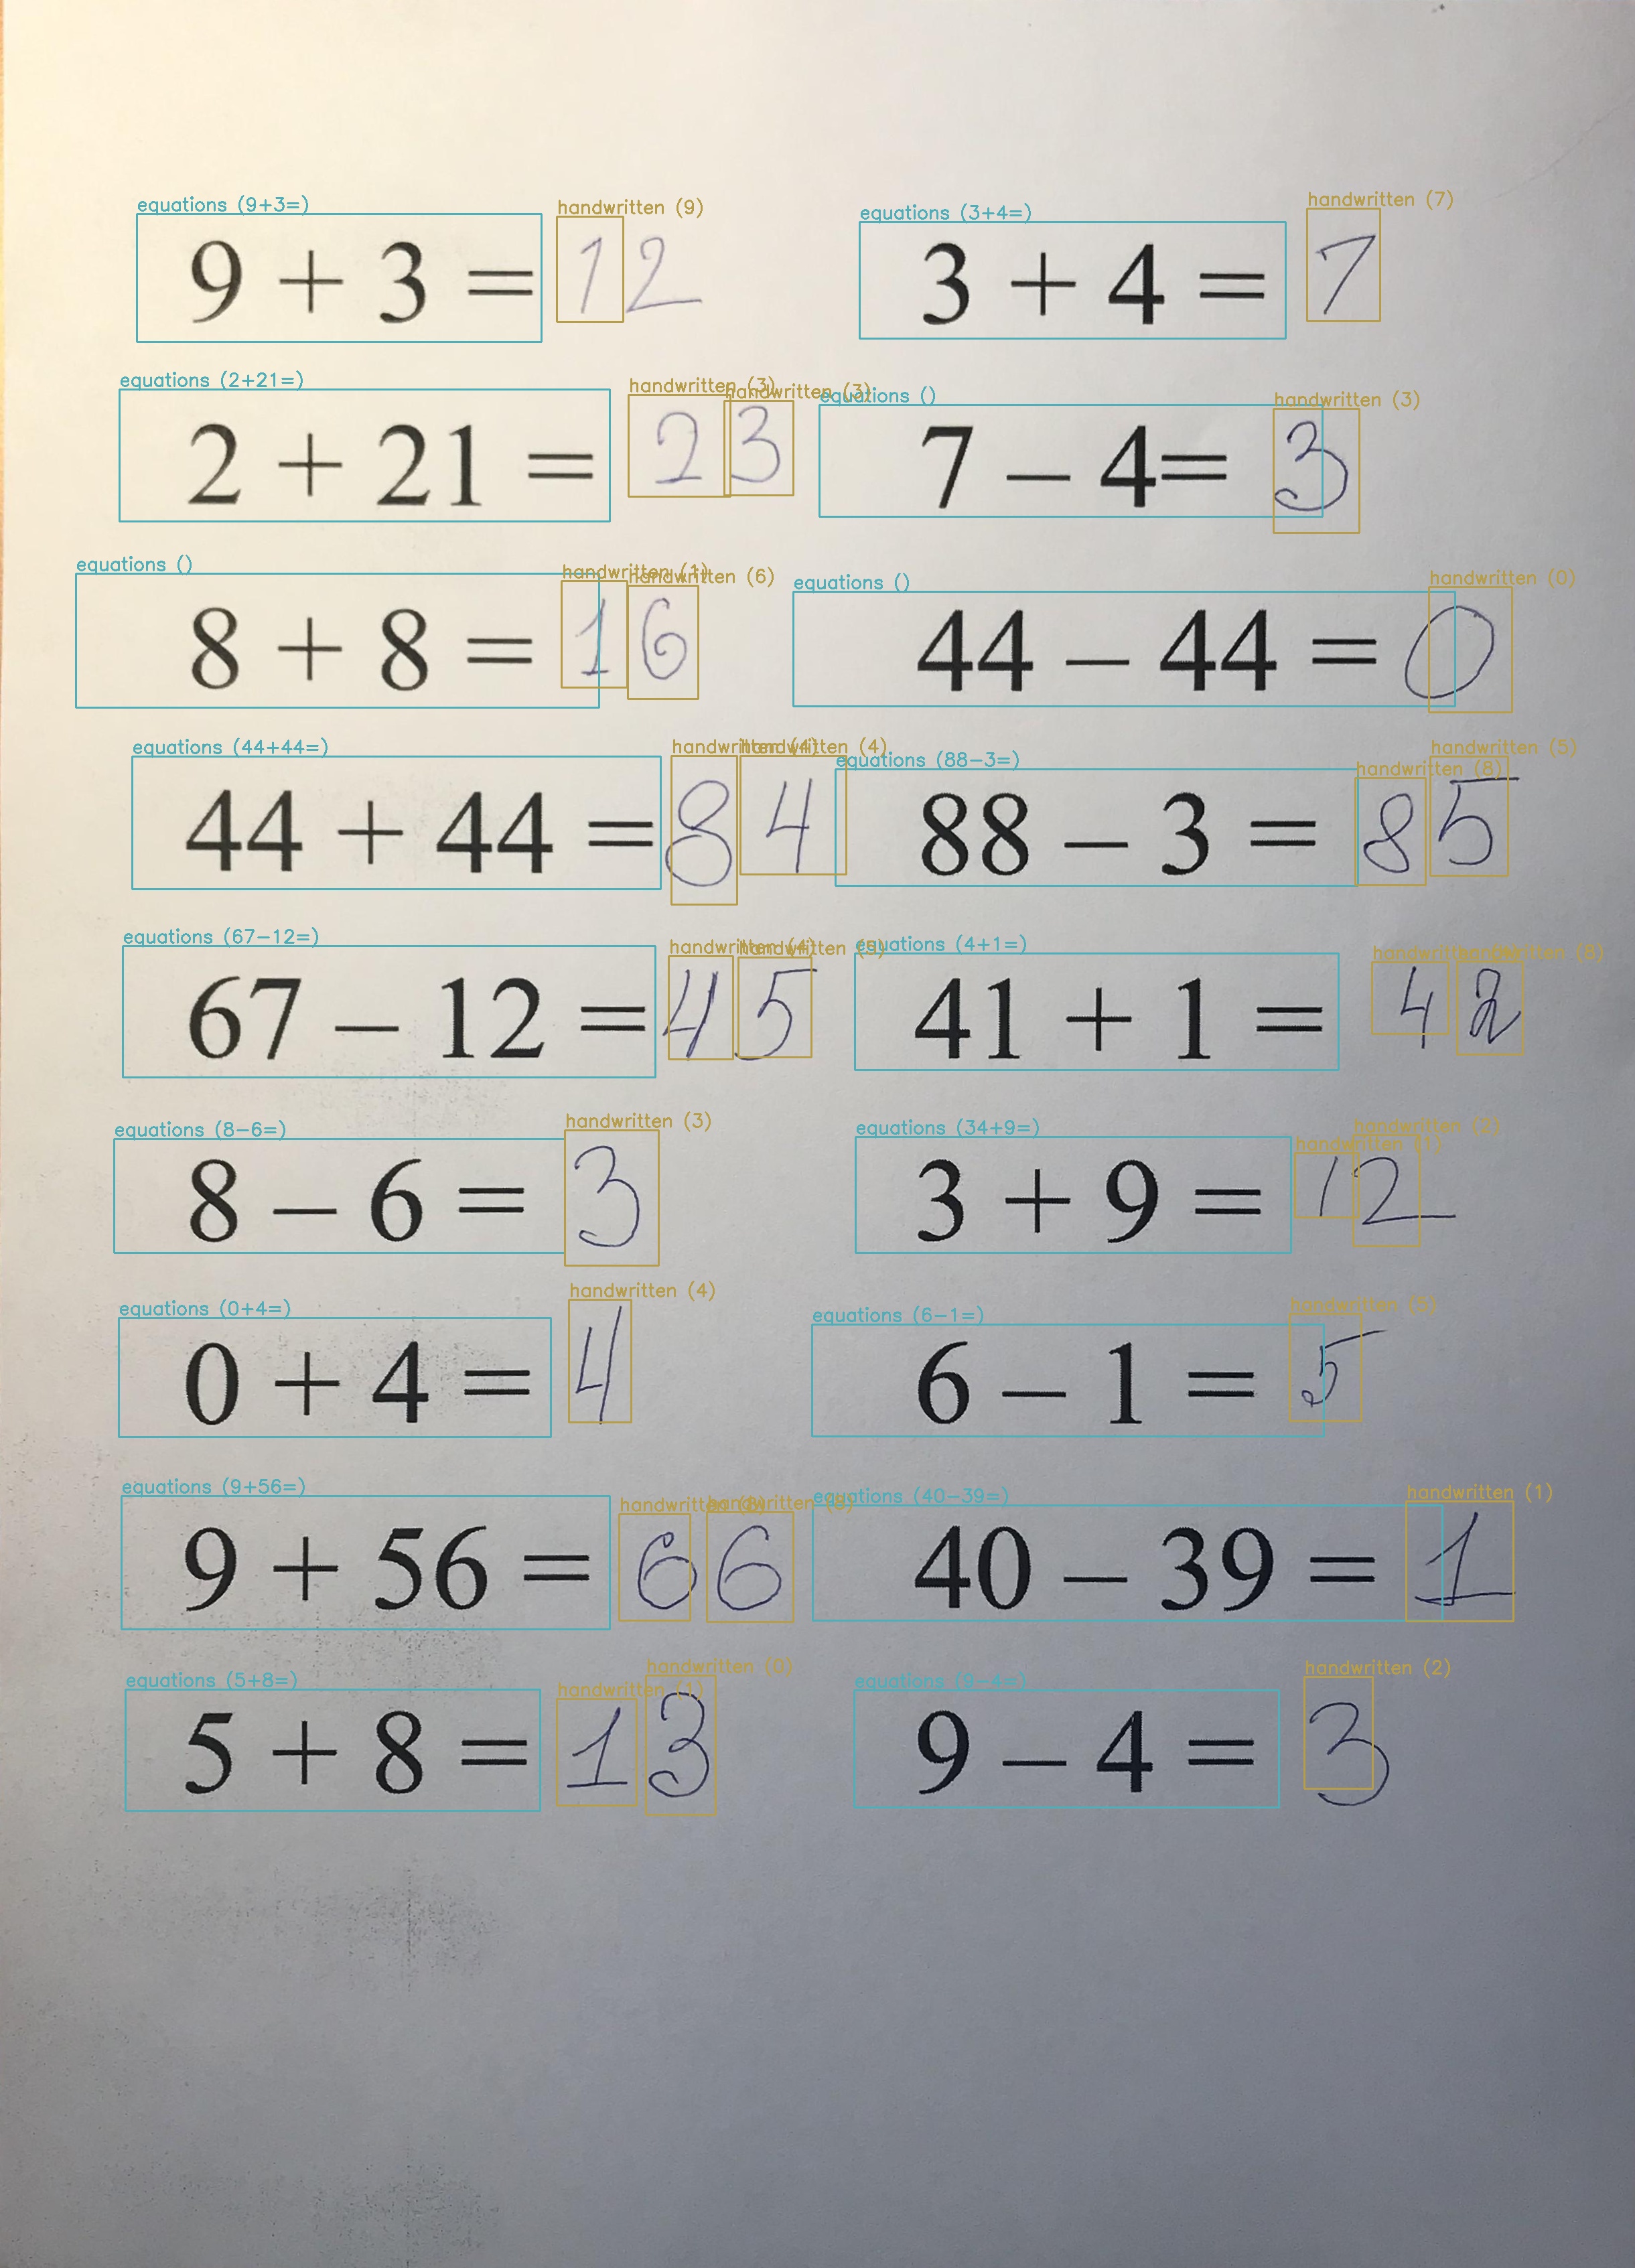 equations (9+3=) handwritten (9) equations (3+4=) handwritten (7)
9 + 3 = 12 3 + 4 = 7
equations (2+21=) handwritten (3) handwritten (3) equations () handwritten (3)
2 + 21 = 23 7 – 4= 3
equations () handwritten (1) handwritten (6) equations () handwritten (0)
8 + 8 = 16 44 – 44 = 0
equations (44+44=) handwritten (4) handwritten (4) equations (88-3=) handwritten (8) handwritten (5)
44 + 44 = 84 88 – 3 = 85
equations (67-12=) handwritten (4) handwritten equations (4+1=) handwritten handwritten (8)
67 – 12 = 45 41 + 1 = 42
equations (8-6=) handwritten (3) equations (34+9=) handwritten (1) handwritten (2)
8 – 6 = 3 3 + 9 = 12
equations (0+4=) handwritten (4) equations (6-1=) handwritten (5)
0 + 4 = 4 6 – 1 = 5
equations (9+56=) handwritten handwritten equations (40-39=) handwritten (1)
9 + 56 = 66 40 – 39 = 1
equations (5+8=) handwritten (1) handwritten (0) equations (9-4=) handwritten (2)
5 + 8 = 13 9 – 4 = 3